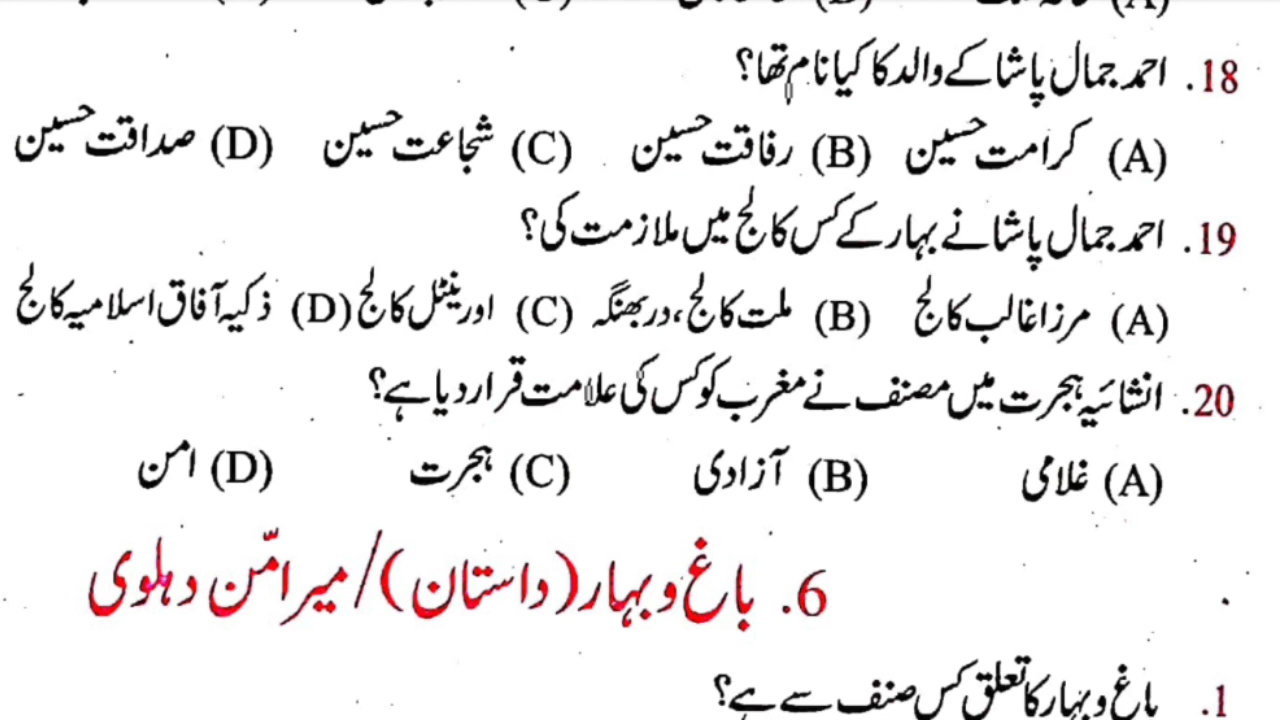 18. احمد جمال پاشا کے والد کا کیا نام تھا؟
(A) کرامت حسین (B) رفاقت حسین (C) شجاعت حسین (D) صداقت حسین
19. احمد جمال پاشا نے بہار کے کس کالج میں ملازمت کی؟
(A) مرزا غالب کالج (B) ملت کالج، دربھنگہ (C) اورینٹل کالج (D) ذکیہ آفاق اسلامیہ کالج
20. انشائیہ ہجرت میں مصنف نے مغرب کو کس کی علامت قرار دیا ہے؟
(A) غلامی (B) آزادی (C) ہجرت (D) امن
6. باغ و بہار (داستان) / میر امّن دہلوی
1. باغ و بہار کا تعلق کس صنف سے ہے؟